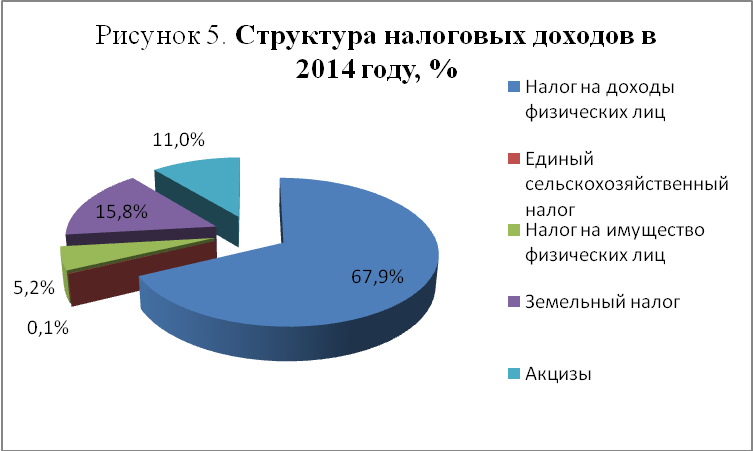 Рисунок 5. Структура налоговых доходов в
2014 году, %
Налог на доходы
физических лиц
Единый
сельскохозяйственный
налог
Налог на имущество
физических лиц
Земельный налог
Акцизы
11,0%
15,8%
5,2%
0,1%
67,9%